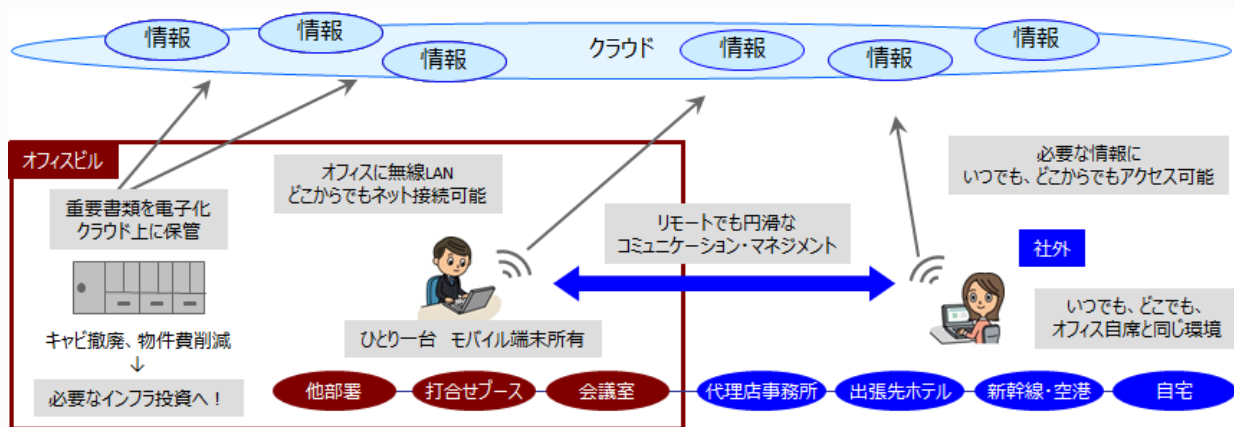 情報
情報
情報
クラウド
情報
情報
情報
オフィスビル
重要書類を電子化
クラウド上に保管
キャビ撤廃、物件費削減
↓
必要なインフラ投資へ！
オフィスに無線LAN
どこからでもネット接続可能
ひとり一台　モバイル端末所有
リモートでも円滑な
コミュニケーション・マネジメント
必要な情報に
いつでも、どこからでもアクセス可能
社外
いつでも、どこでも、
オフィス自席と同じ環境
他部署
打合せブース
会議室
代理店事務所
出張先ホテル
新幹線・空港
自宅